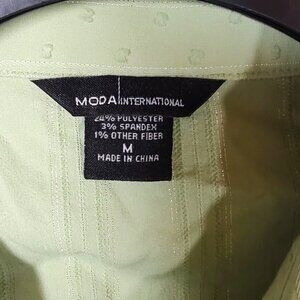 MODA INTERNATIONAL
24% POLYESTER
3% SPANDEX
1% OTHER FIBER
M
MADE IN CHINA